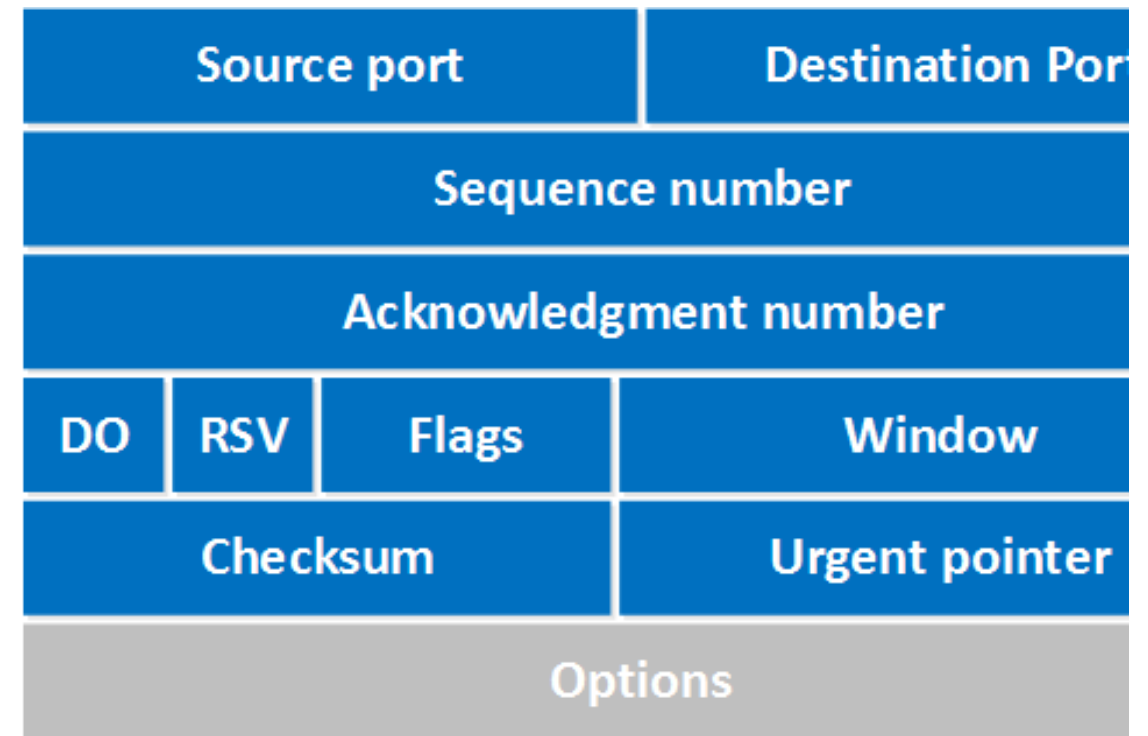 Source port
Destination Port
Sequence number
Acknowledgment number
DO RSV Flags Window
Checksum
Urgent pointer
Options